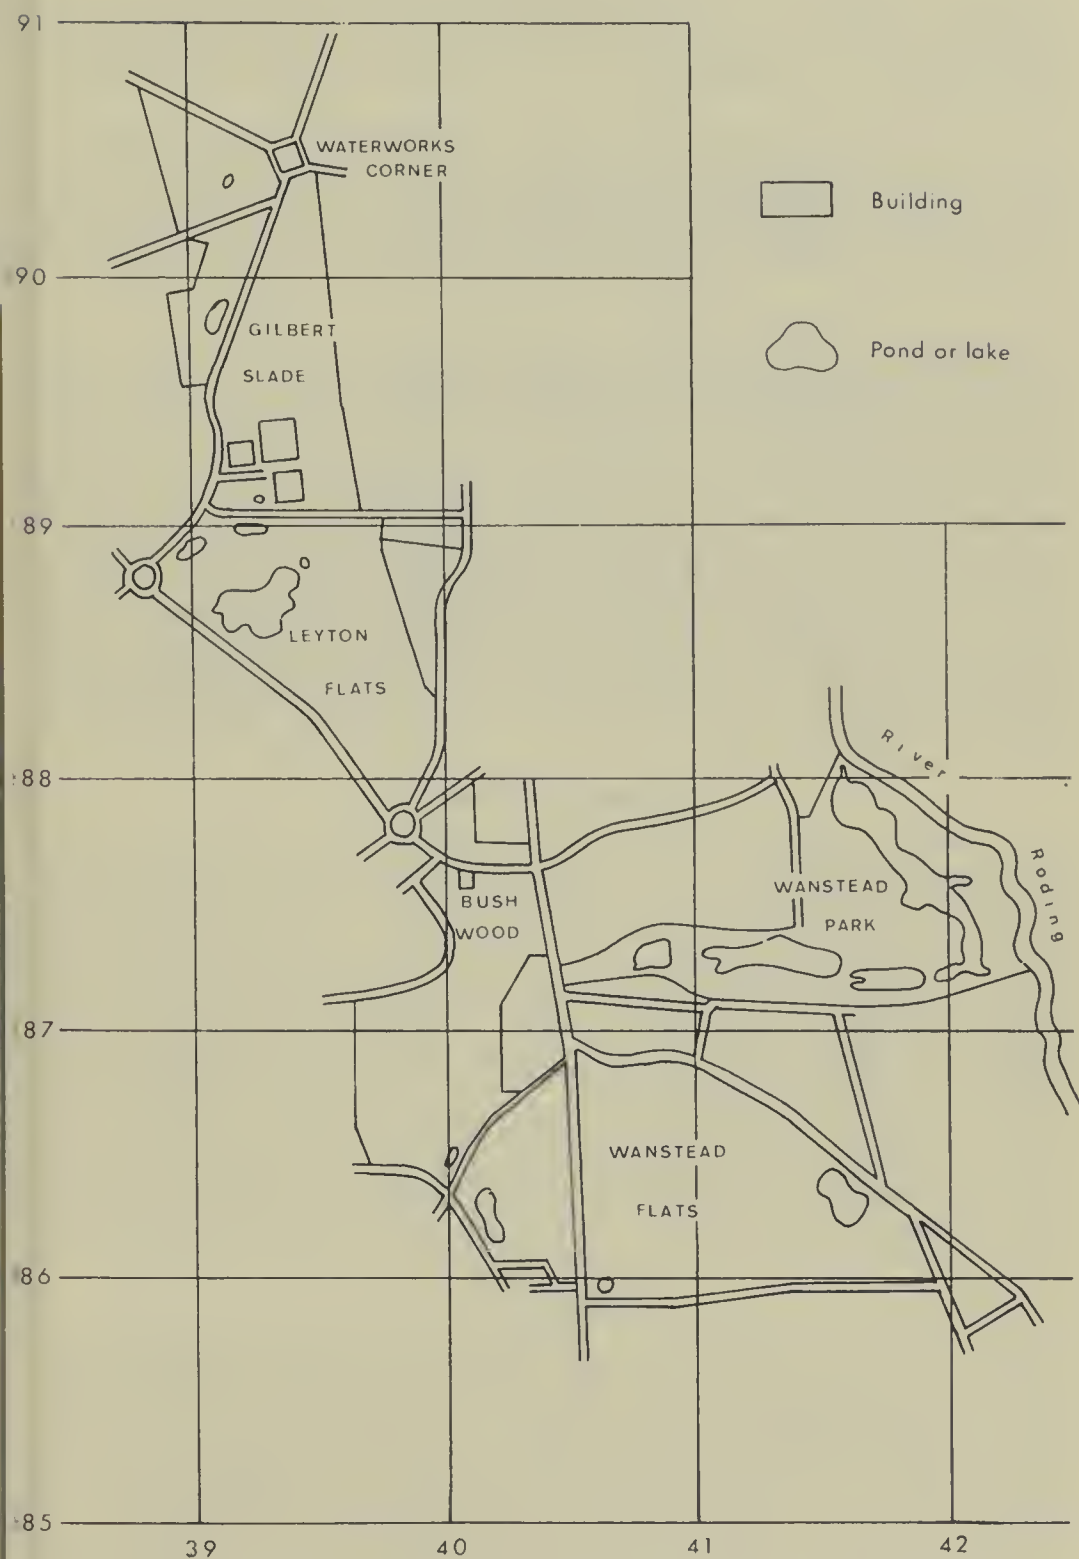 91
WATERWORKS
CORNER
Building
90
GILBERT
SLADE
Pond or lake
89
LEYTON
FLATS
88
River
Roding
WANSTEAD
PARK
BUSH
WOOD
87
WANSTEAD
FLATS
86
85
39 40 41 42